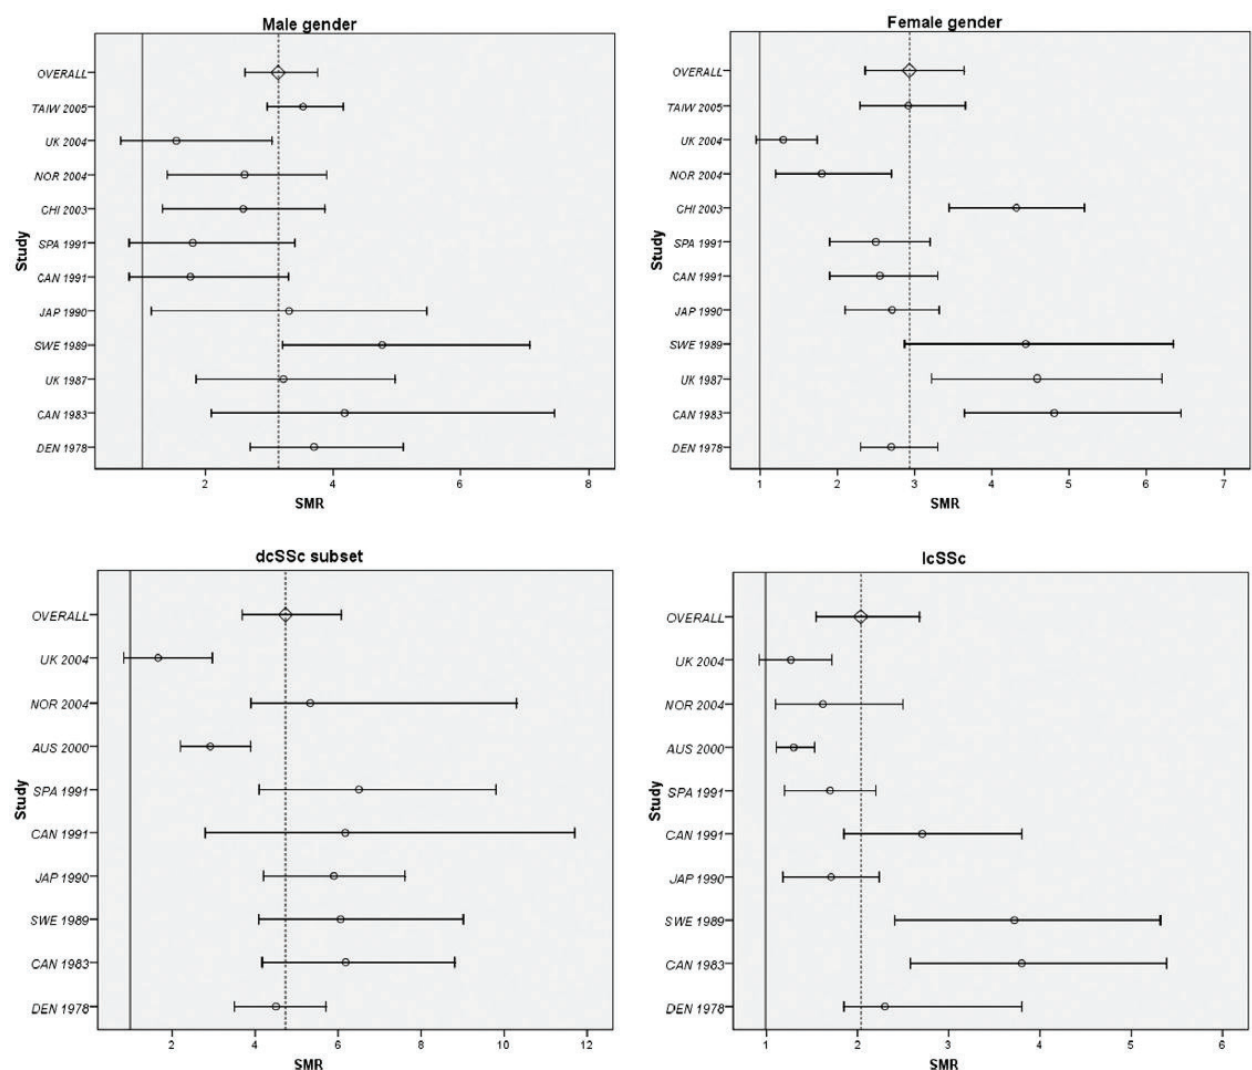 Male gender
OVERALL
TAIW 2005
UK 2004
NOR 2004
CHI 2003
SPA 1991
CAN 1991
JAP 1990
SWE 1989
UK 1987
CAN 1983
DEN 1978
Study
2 4 6 8
SMR
Female gender
OVERALL
TAIW 2005
UK 2004
NOR 2004
CHI 2003
SPA 1991
CAN 1991
JAP 1990
SWE 1989
UK 1987
CAN 1983
DEN 1978
Study
1 2 3 4 5 6 7
SMR
dcSSc subset
OVERALL
UK 2004
NOR 2004
AUS 2000
SPA 1991
CAN 1991
JAP 1990
SWE 1989
CAN 1983
DEN 1978
Study
2 4 6 8 10 12
SMR
lcSSc
OVERALL
UK 2004
NOR 2004
AUS 2000
SPA 1991
CAN 1991
JAP 1990
SWE 1989
CAN 1983
DEN 1978
Study
1 2 3 4 5 6
SMR